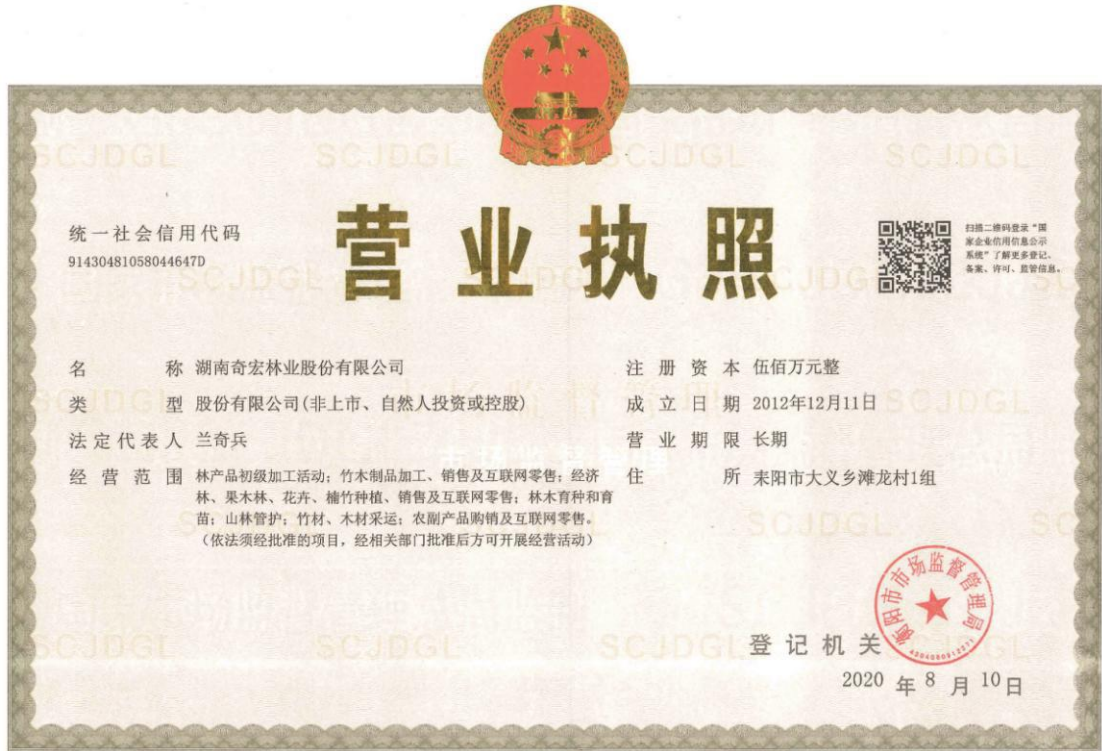 统一社会信用代码
91430481058044647D
营业执照
扫描二维码登录“国
家企业信用信息公示
系统”了解更多登记、
备案、许可、监管信息。
名称 湖南奇宏林业股份有限公司
类型 股份有限公司(非上市、自然人投资或控股)
法定代表人 兰奇兵
经营范围 林产品初级加工活动；竹木制品加工、销售及互联网零售；经济
林、果木林、花卉、楠竹种植、销售及互联网零售；林木育种和育
苗；山林管护；竹材、木材采运；农副产品购销及互联网零售。
（依法须经批准的项目，经相关部门批准后方可开展经营活动）
注册资本 伍佰万元整
成立日期 2012年12月11日
营业期限 长期
住所 耒阳市大义乡滩龙村1组
衡阳市市场监督管理局
登记机关
2020年8月10日
SCJDGL